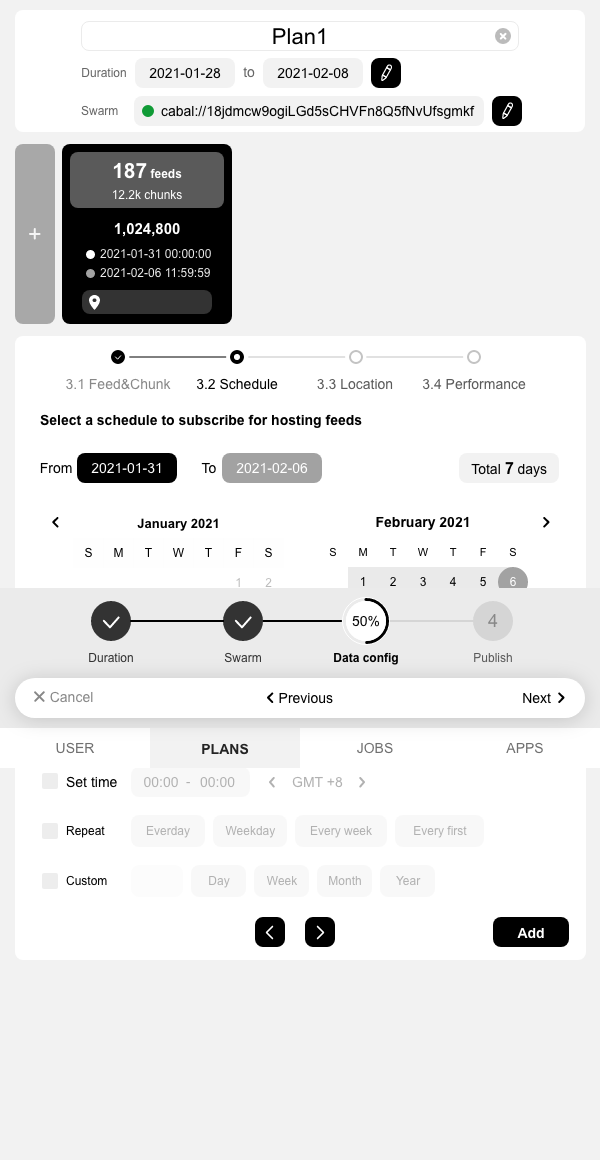 Plan1
Duration 2021-01-28 to 2021-02-08
Swarm cabal://18jdmcw9ogiLGd5sCHVFn8Q5fNvUfsgmkf
+
187 feeds
12.2k chunks
1,024,800
2021-01-31 00:00:00
2021-02-06 11:59:59
3.1 Feed&Chunk 3.2 Schedule 3.3 Location 3.4 Performance
Select a schedule to subscribe for hosting feeds
From 2021-01-31 To 2021-02-06 Total 7 days
January 2021 February 2021
S M T W T F S S M T W T F S
1 2 1 2 3 4 5 6
50% 4
Duration Swarm Data config Publish
Cancel Previous Next
USER PLANS JOBS APPS
Set time 00:00 - 00:00 GMT +8
Repeat Everday Weekday Every week Every first
Custom Day Week Month Year
Add